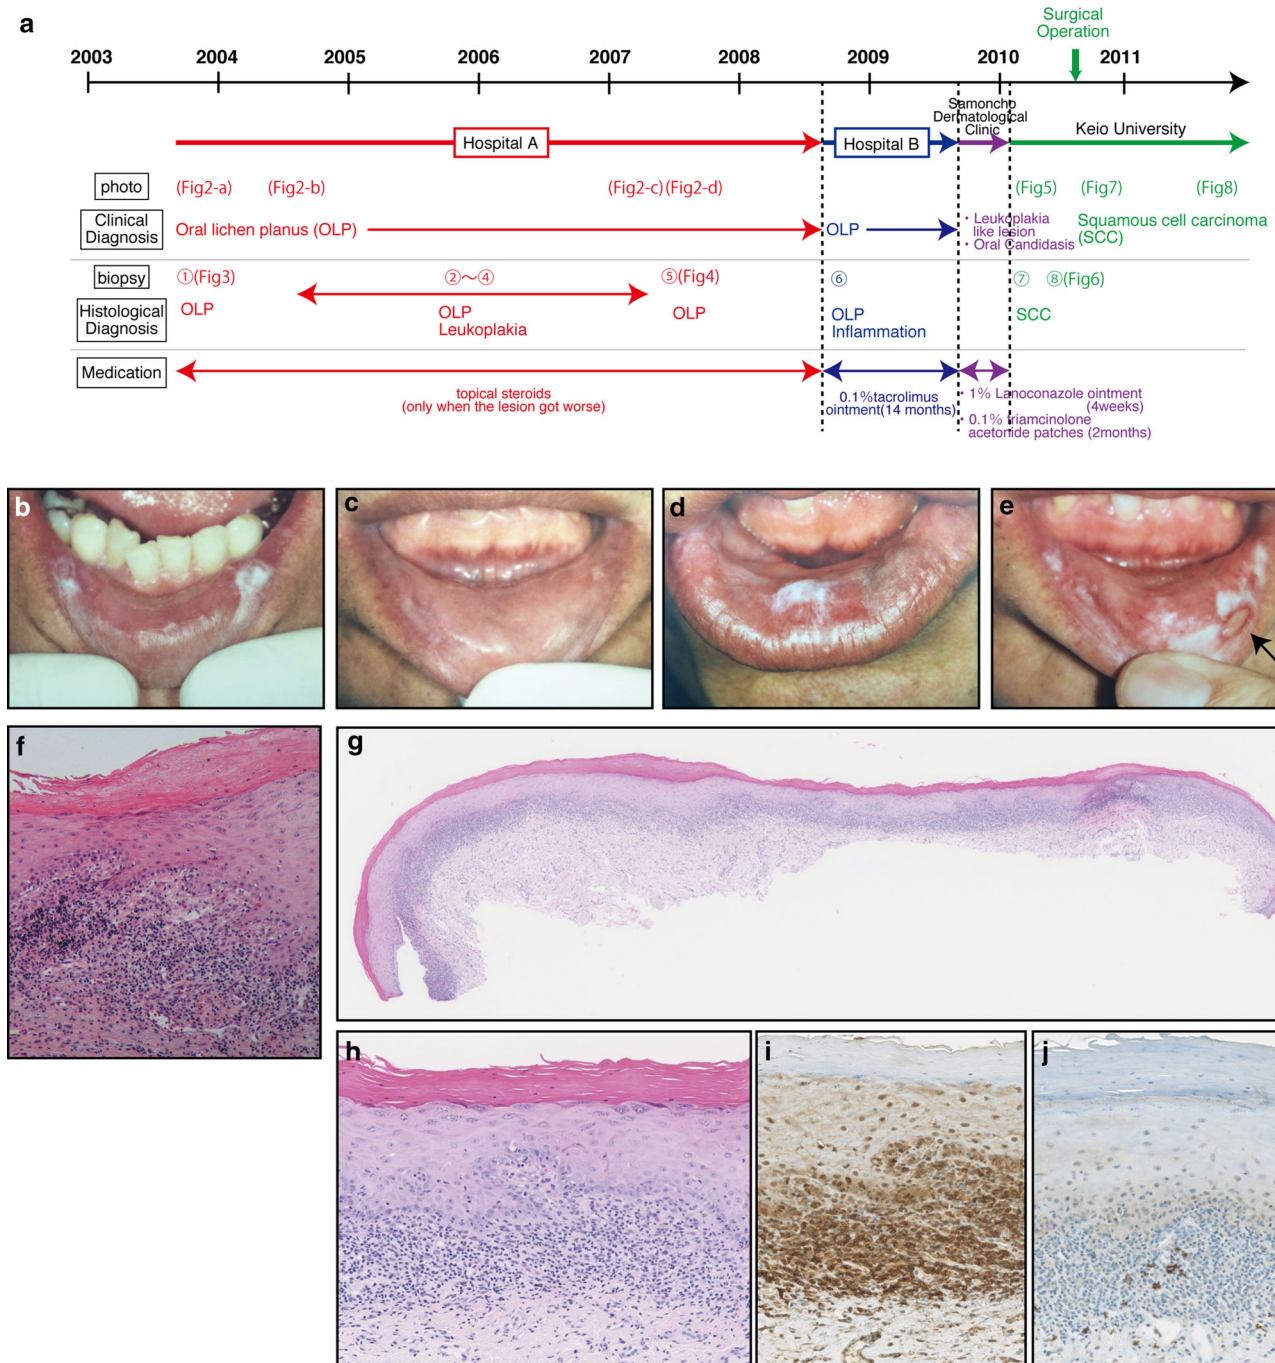 a
Surgical
Operation
2003 2004 2005 2006 2007 2008 2009 2010 2011
Samoncho
Dermatological
Clinic
Hospital A
Hospital B
Keio University
photo
(Fig2-a)
(Fig2-b)
(Fig2-c)
(Fig2-d)
(Fig5)
(Fig7)
(Fig8)
Clinical
Diagnosis
Oral lichen planus (OLP)
OLP
・Leukoplakia
like lesion
・Oral Candidasis
Squamous cell carcinoma
(SCC)
biopsy
①(Fig3)
②〜④
⑤(Fig4)
⑥
⑦
⑧(Fig6)
Histological
Diagnosis
OLP
OLP
Leukoplakia
OLP
OLP
Inflammation
SCC
Medication
topical steroids
(only when the lesion got worse)
0.1%tacrolimus
ointment(14 months)
・1% Lanoconazole ointment
(4weeks)
・0.1% triamcinolone
acetonide patches (2months)
b
c
d
e
f
g
h
i
j